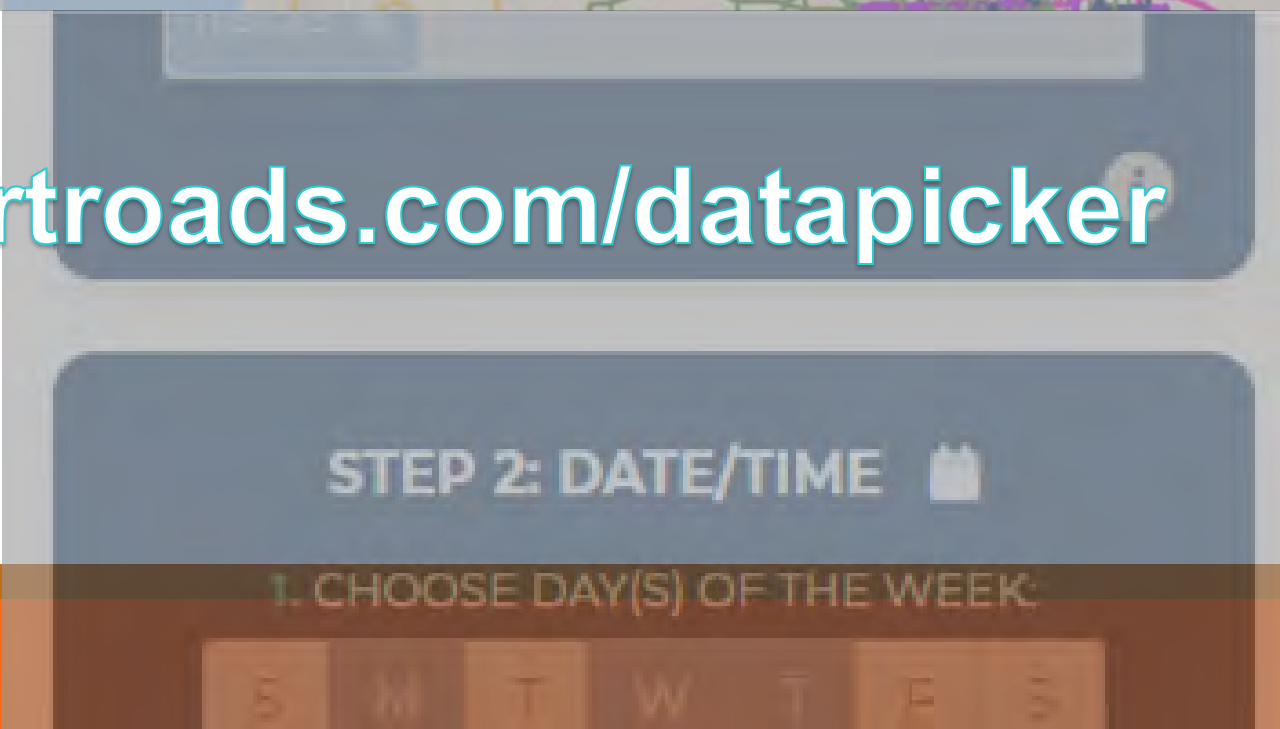 rtroads.com/datapicker
STEP 2: DATE/TIME
1. CHOOSE DAY(S) OF THE WEEK:
S M T W T F S